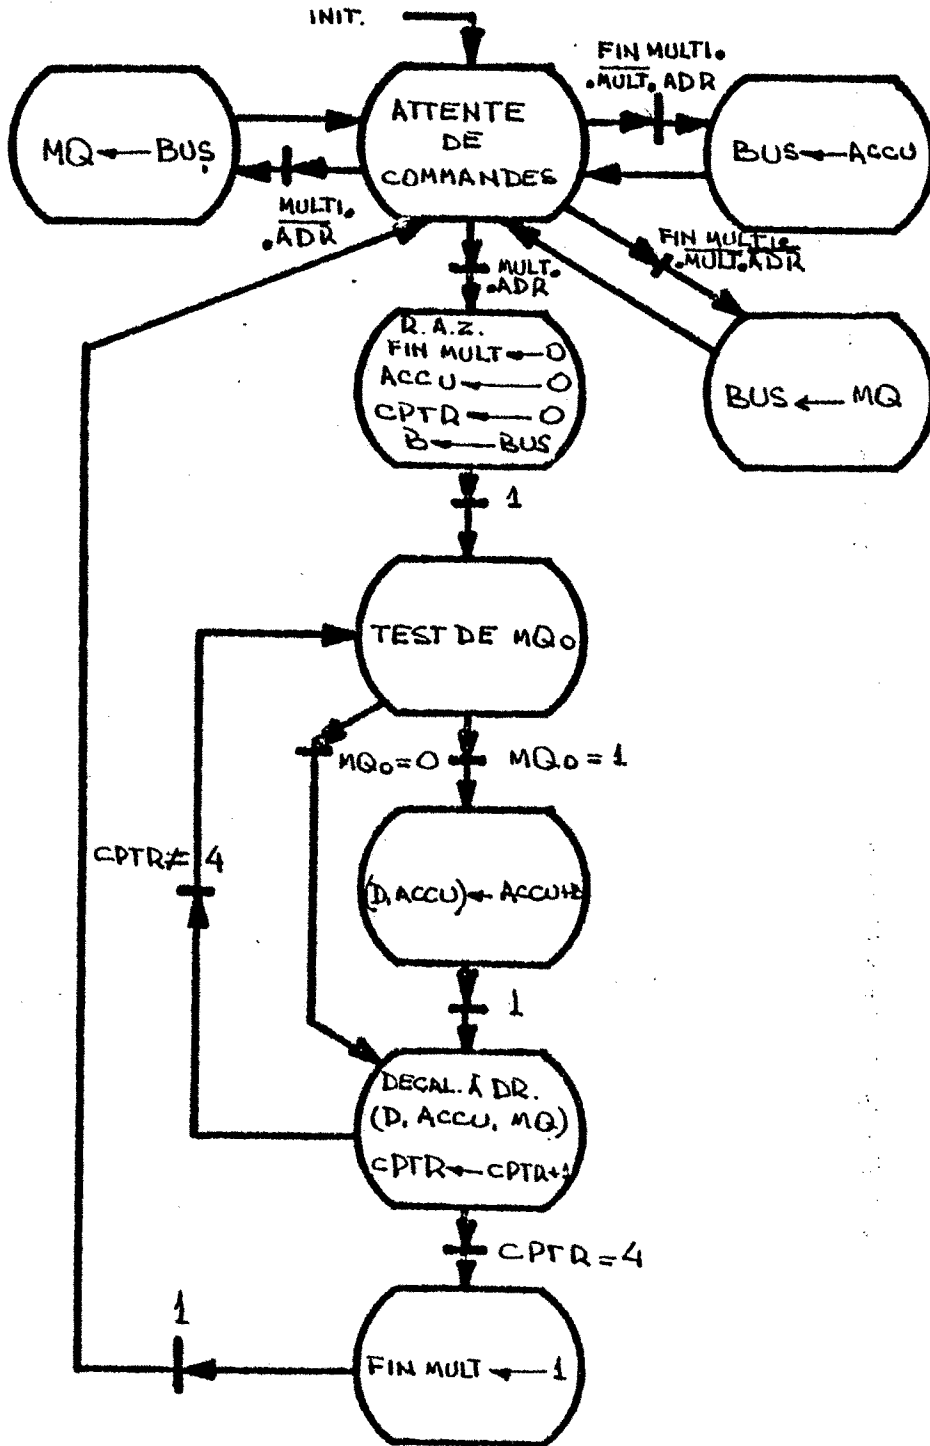 INIT.
FIN MULTI.
.MULT. ADR
ATTENTE
DE
COMMANDES
MQ ← BUS
BUS ← ACCU
MULTI.
.ADR
FIN MULTI.
.MULT.ADR
MULT.
.ADR
R.A.Z.
FIN MULT ← 0
ACCU ← 0
CPTR ← 0
B ← BUS
BUS ← MQ
1
TEST DE MQ0
MQ0=0
MQ0=1
CPTR≠4
(D,ACCU) ← ACCU+B
1
DECAL. À DR.
(D, ACCU, MQ)
CPTR ← CPTR+1
CPTR=4
1
FIN MULT ← 1